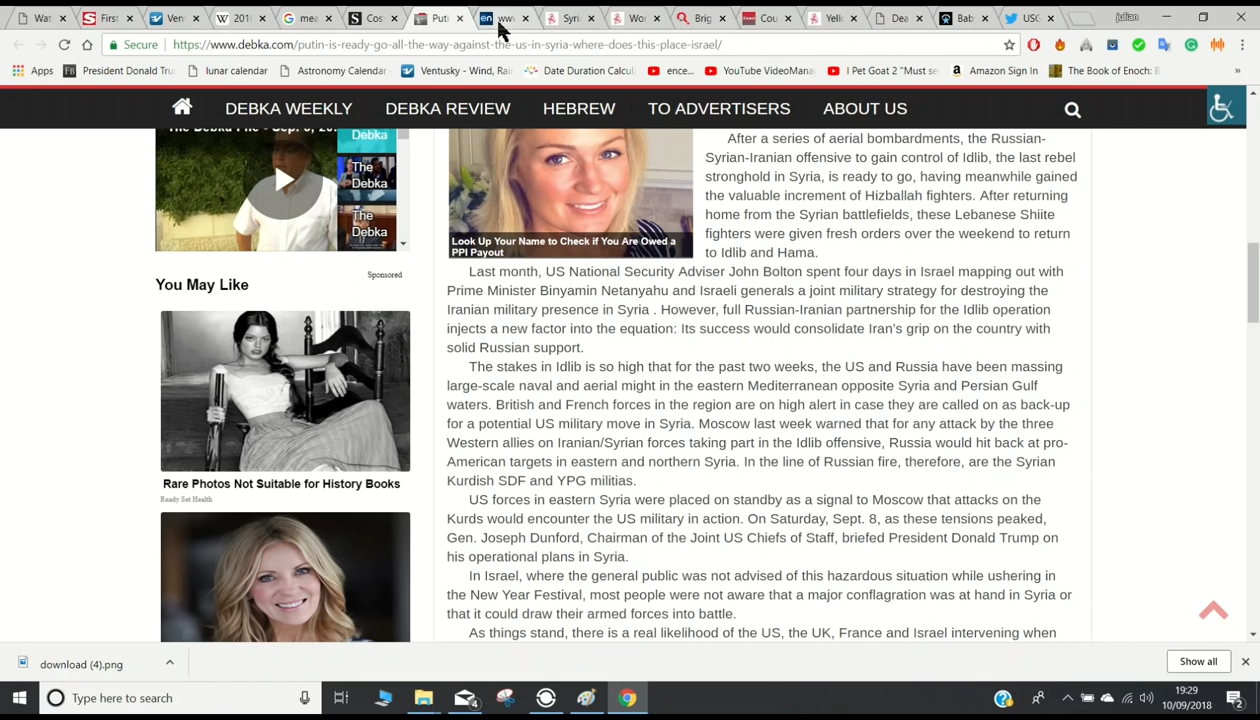 Wat
First
Vent
2018
mea
Cos
Puti
www
Syri
Wor
Brig
Cou
Yell
Dea
Bab
USG
julian
Secure
https://www.debka.com/putin-is-ready-go-all-the-way-against-the-us-in-syria-where-does-this-place-israel/
Apps
President Donald Tru
lunar calendar
Astronomy Calendar
Ventusky - Wind, Rai
Date Duration Calcu
ence...
YouTube VideoMana
I Pet Goat 2 "Must se
Amazon Sign In
The Book of Enoch: B
DEBKA WEEKLY
DEBKA REVIEW
HEBREW
TO ADVERTISERS
ABOUT US
Debka
The
Debka
The
Debka
Look Up Your Name to Check if You Are Owed a
PPI Payout
After a series of aerial bombardments, the Russian-
Syrian-Iranian offensive to gain control of Idlib, the last rebel
stronghold in Syria, is ready to go, having meanwhile gained
the valuable increment of Hizballah fighters. After returning
home from the Syrian battlefields, these Lebanese Shiite
fighters were given fresh orders over the weekend to return
to Idlib and Hama.
Last month, US National Security Adviser John Bolton spent four days in Israel mapping out with
Prime Minister Binyamin Netanyahu and Israeli generals a joint military strategy for destroying the
Iranian military presence in Syria . However, full Russian-Iranian partnership for the Idlib operation
injects a new factor into the equation: Its success would consolidate Iran's grip on the country with
solid Russian support.
The stakes in Idlib is so high that for the past two weeks, the US and Russia have been massing
large-scale naval and aerial might in the eastern Mediterranean opposite Syria and Persian Gulf
waters. British and French forces in the region are on high alert in case they are called on as back-up
for a potential US military move in Syria. Moscow last week warned that for any attack by the three
Western allies on Iranian/Syrian forces taking part in the Idlib offensive, Russia would hit back at pro-
American targets in eastern and northern Syria. In the line of Russian fire, therefore, are the Syrian
Kurdish SDF and YPG militias.
US forces in eastern Syria were placed on standby as a signal to Moscow that attacks on the
Kurds would encounter the US military in action. On Saturday, Sept. 8, as these tensions peaked,
Gen. Joseph Dunford, Chairman of the Joint US Chiefs of Staff, briefed President Donald Trump on
his operational plans in Syria.
In Israel, where the general public was not advised of this hazardous situation while ushering in
the New Year Festival, most people were not aware that a major conflagration was at hand in Syria or
that it could draw their armed forces into battle.
As things stand, there is a real likelihood of the US, the UK, France and Israel intervening when
Sponsored
You May Like
Rare Photos Not Suitable for History Books
Ready Set Health
download (4).png
Show all
Type here to search
4
19:29
10/09/2018
2